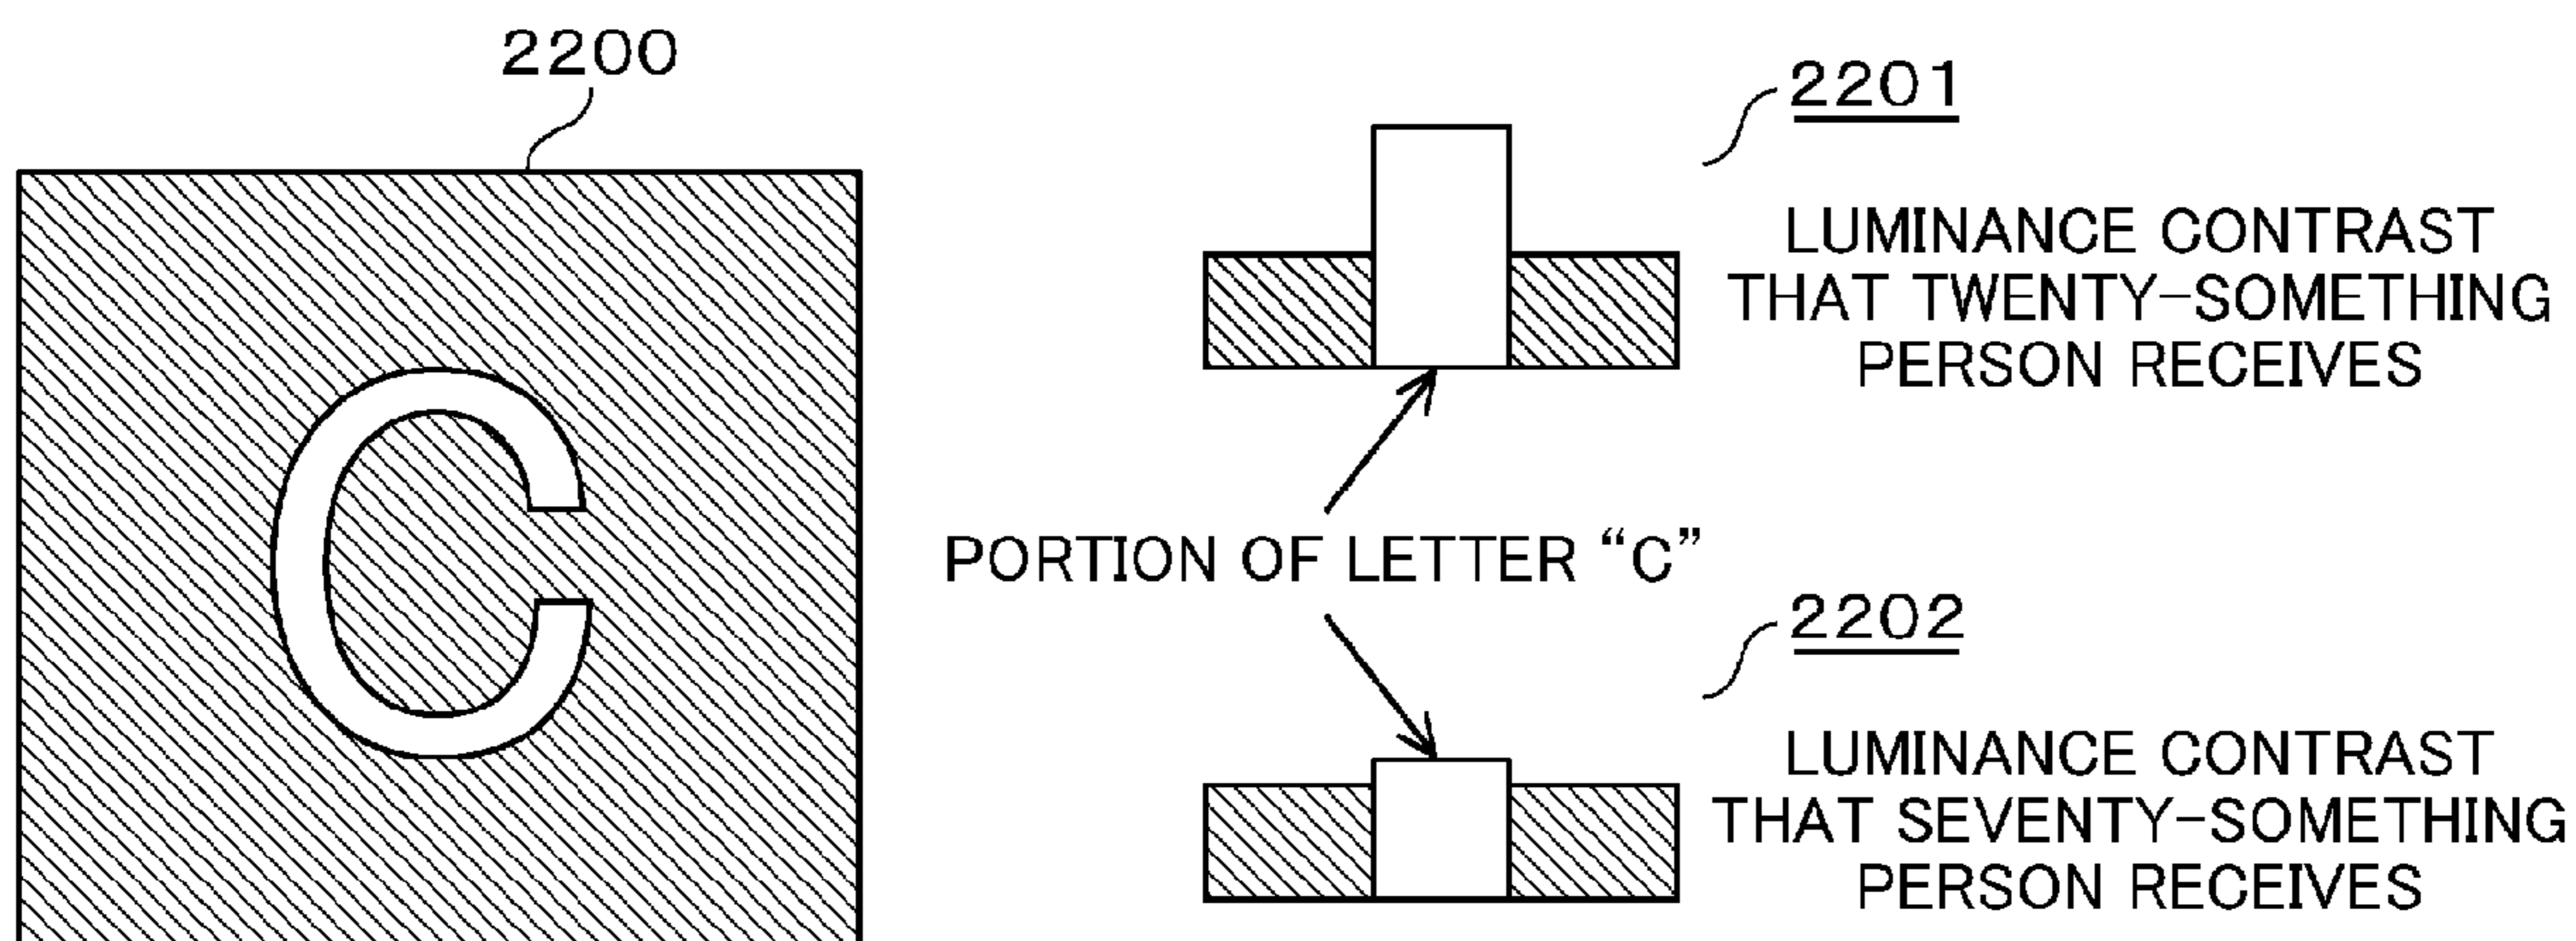 2200
C
2201
LUMINANCE CONTRAST
THAT TWENTY-SOMETHING
PERSON RECEIVES
PORTION OF LETTER “C”
2202
LUMINANCE CONTRAST
THAT SEVENTY-SOMETHING
PERSON RECEIVES